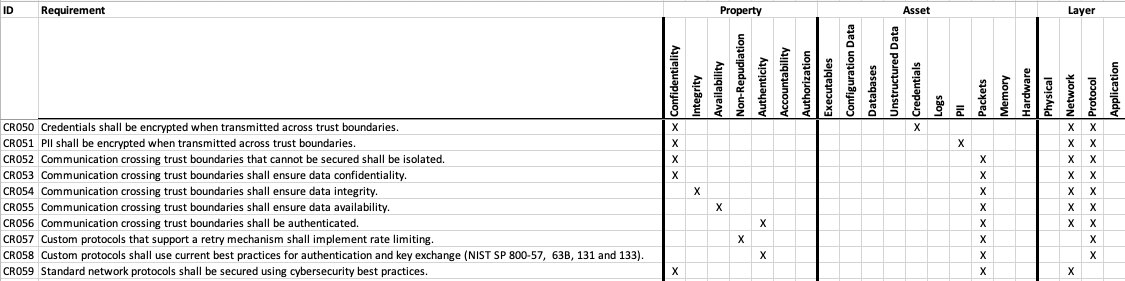 ID Requirement Property Asset Layer
Confidentiality Integrity Availability Non-Repudiation Authenticity Accountability Authorization Executables Configuration Data Databases Unstructured Data Credentials Logs PII Packets Memory Hardware Physical Network Protocol Application
CR050 Credentials shall be encrypted when transmitted across trust boundaries. X X X X
CR051 PII shall be encrypted when transmitted across trust boundaries. X X X X
CR052 Communication crossing trust boundaries that cannot be secured shall be isolated. X X X X
CR053 Communication crossing trust boundaries shall ensure data confidentiality. X X X X
CR054 Communication crossing trust boundaries shall ensure data integrity. X X X X
CR055 Communication crossing trust boundaries shall ensure data availability. X X X X
CR056 Communication crossing trust boundaries shall be authenticated. X X X X
CR057 Custom protocols that support a retry mechanism shall implement rate limiting. X X X
CR058 Custom protocols shall use current best practices for authentication and key exchange (NIST SP 800-57,  63B, 131 and 133). X X X
CR059 Standard network protocols shall be secured using cybersecurity best practices. X X X